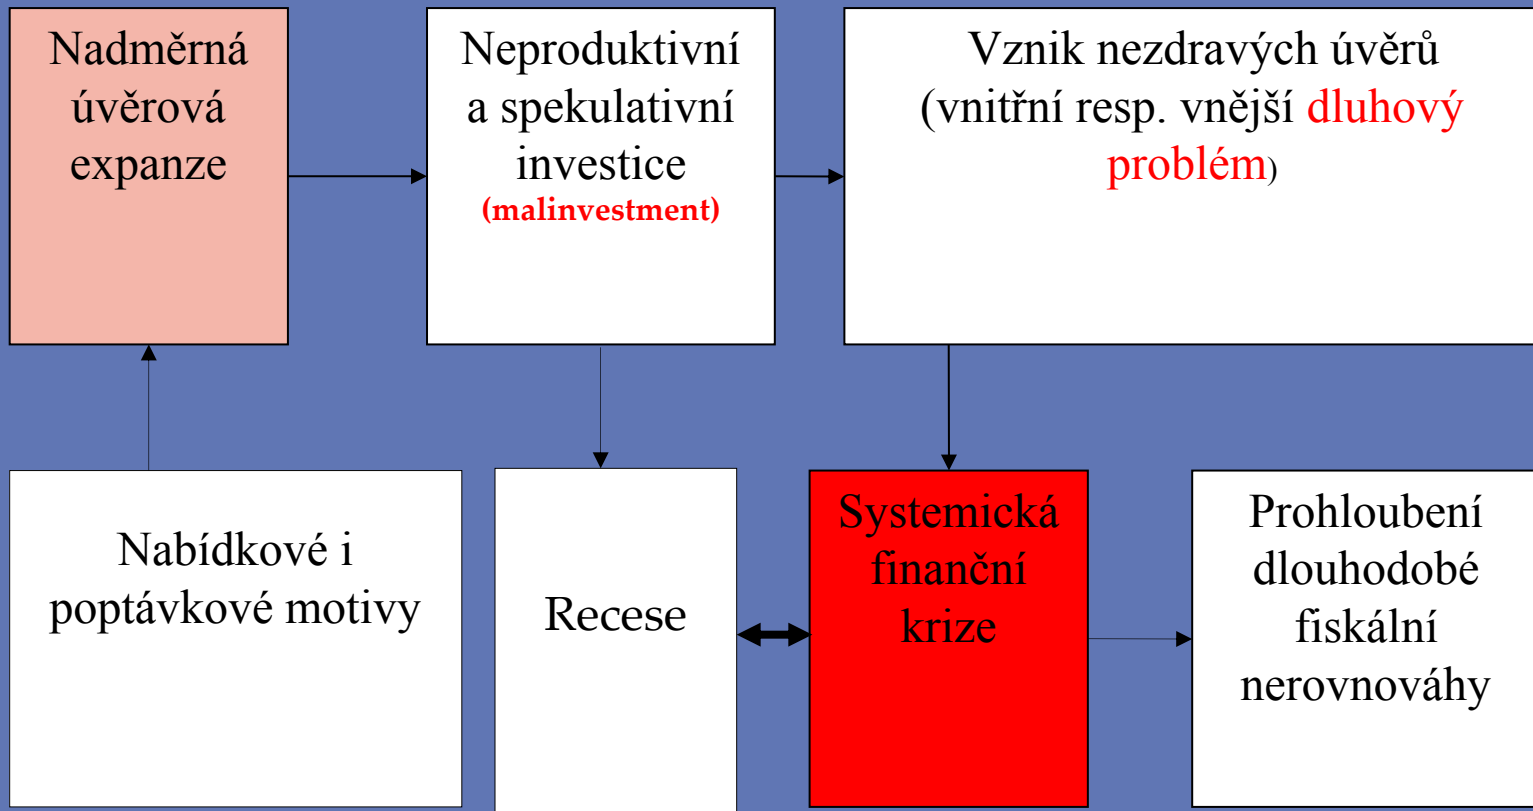 Nadměrná
úvěrová
expanze
Neproduktivní
a spekulativní
investice
(malinvestment)
Vznik nezdravých úvěrů
(vnitřní resp. vnější dluhový
problém)
Nabídkové i
poptávkové motivy
Recese
Systemická
finanční
krize
Prohloubení
dlouhodobé
fiskální
nerovnováhy